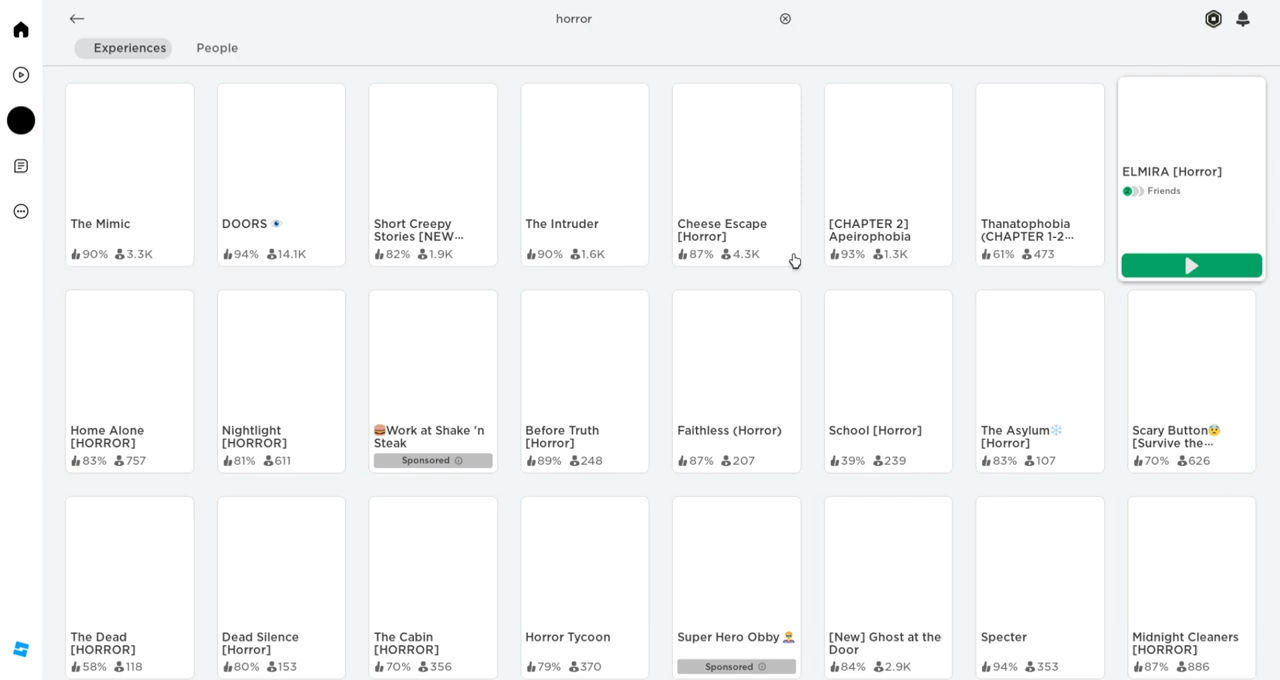 horror
Experiences People
The Mimic
90% 3.3K
DOORS 👁️
94% 14.1K
Short Creepy
Stories [NEW...
82% 1.9K
The Intruder
90% 1.6K
Cheese Escape
[Horror]
87% 4.3K
[CHAPTER 2]
Apeirophobia
93% 1.3K
Thanatophobia
(CHAPTER 1-2...
61% 473
ELMIRA [Horror]
2 Friends
Home Alone
[HORROR]
83% 757
Nightlight
[HORROR]
81% 611
🍔Work at Shake 'n
Steak
Sponsored
Before Truth
[Horror]
89% 248
Faithless (Horror)
87% 207
School [Horror]
39% 239
The Asylum❄️
[Horror]
83% 107
Scary Button😨
[Survive the...
70% 626
The Dead
[HORROR]
58% 118
Dead Silence
[Horror]
80% 153
The Cabin
[HORROR]
70% 356
Horror Tycoon
79% 370
Super Hero Obby 🦸
Sponsored
[New] Ghost at the
Door
84% 2.9K
Specter
94% 353
Midnight Cleaners
[HORROR]
87% 886